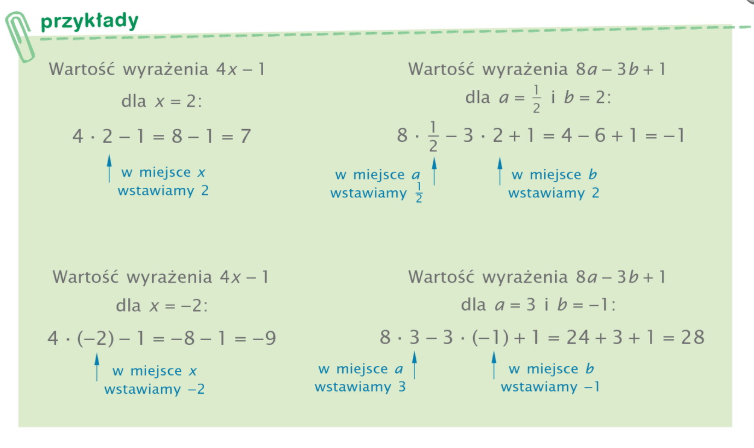 przykłady
Wartość wyrażenia 4x − 1
dla x = 2:
4 · 2 − 1 = 8 − 1 = 7
w miejsce x
wstawiamy 2
Wartość wyrażenia 8a − 3b + 1
dla a = 1/2 i b = 2:
8 · 1/2 − 3 · 2 + 1 = 4 − 6 + 1 = −1
w miejsce a
wstawiamy 1/2
w miejsce b
wstawiamy 2
Wartość wyrażenia 4x − 1
dla x = −2:
4 · (−2) − 1 = −8 − 1 = −9
w miejsce x
wstawiamy −2
Wartość wyrażenia 8a − 3b + 1
dla a = 3 i b = −1:
8 · 3 − 3 · (−1) + 1 = 24 + 3 + 1 = 28
w miejsce a
wstawiamy 3
w miejsce b
wstawiamy −1